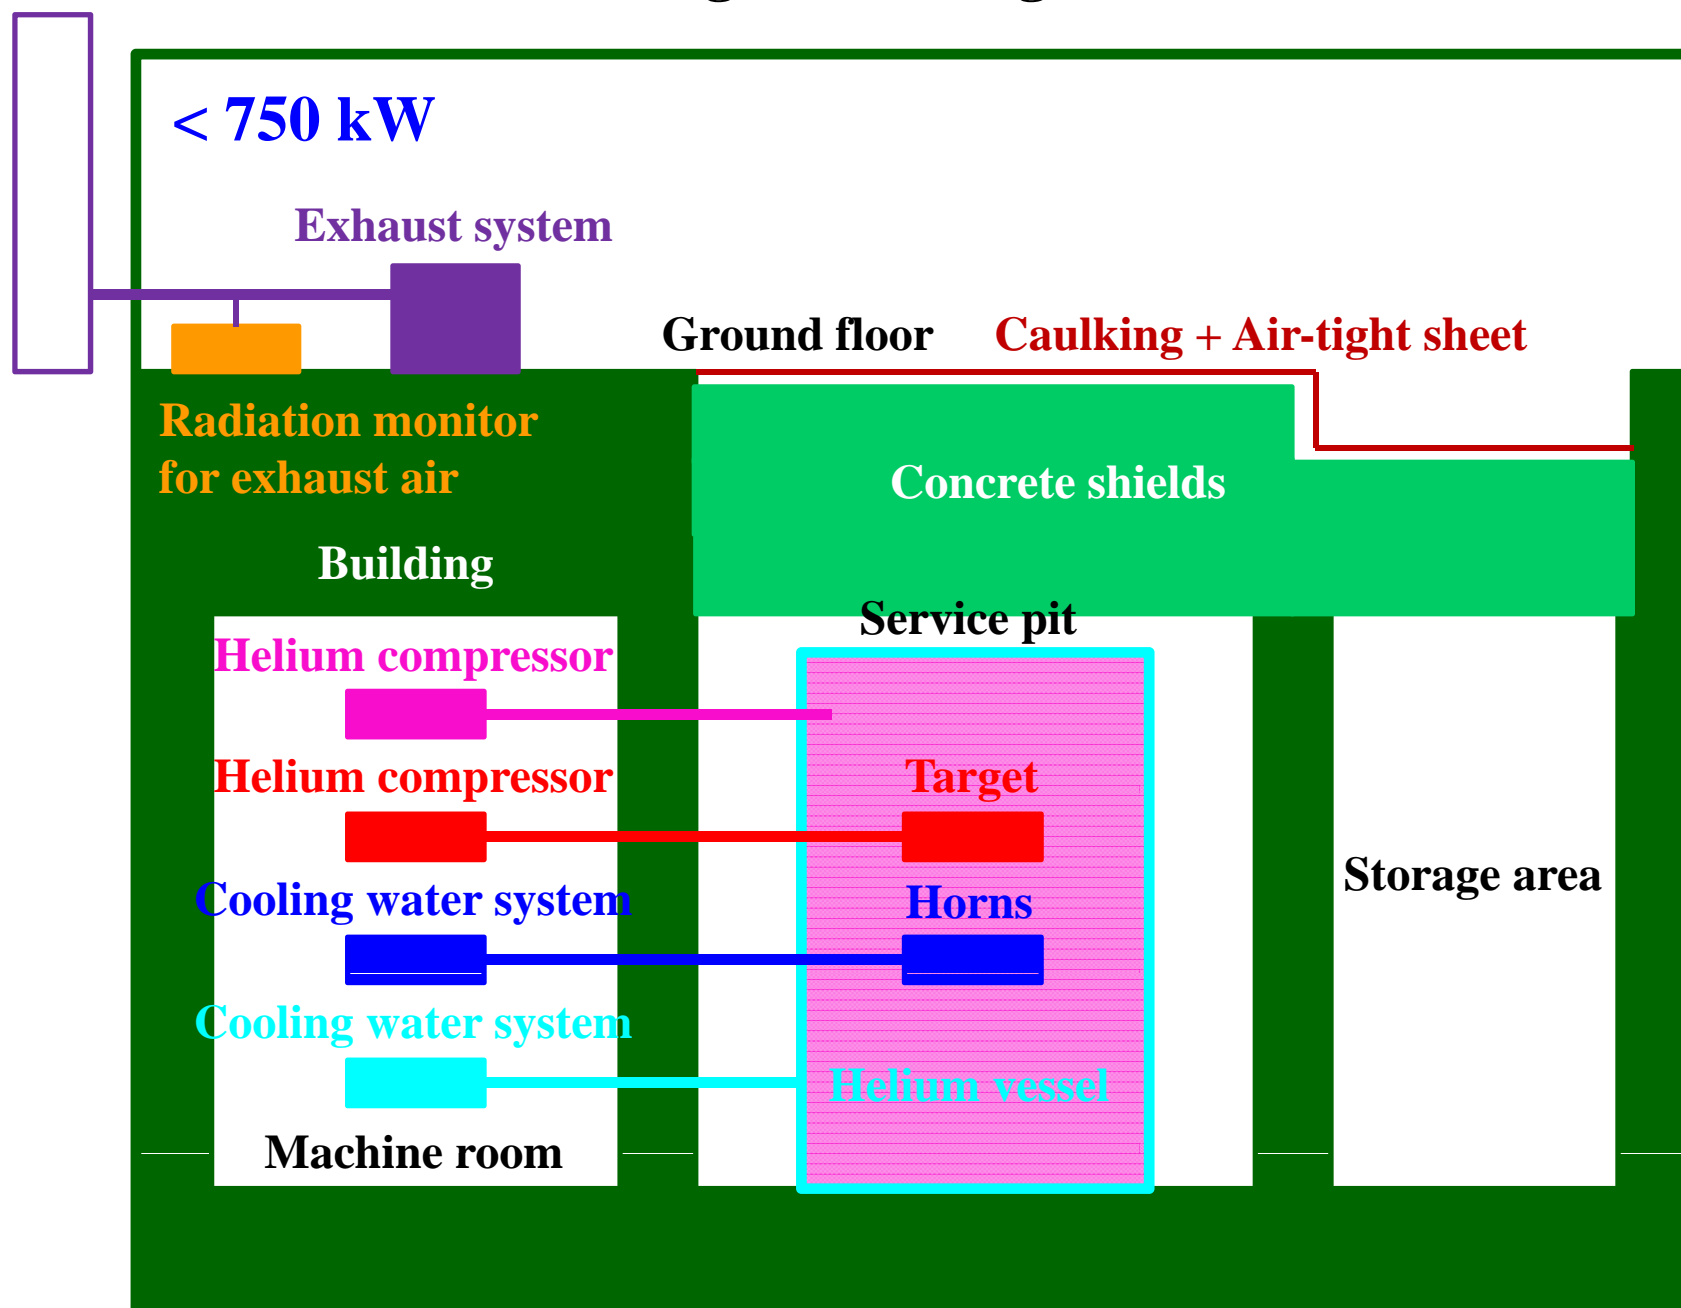 < 750 kW
Exhaust system
Ground floor
Caulking + Air-tight sheet
Radiation monitor
for exhaust air
Concrete shields
Building
Service pit
Helium compressor
Helium compressor
Target
Cooling water system
Horns
Storage area
Cooling water system
Helium vessel
Machine room